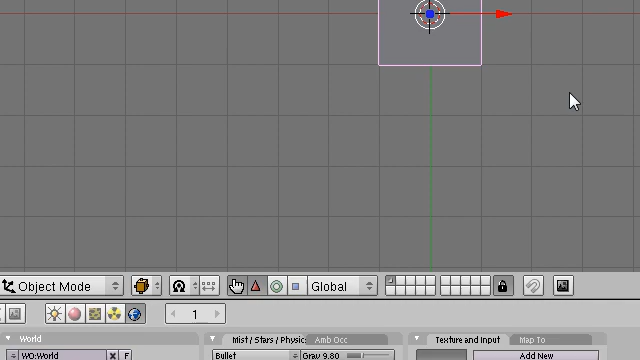 Object Mode
Global
1
World
Mist / Stars / Physic
Amb Occ
Texture and Input
Map To
WO:World
F
Bullet
Grav 9.80
Add New